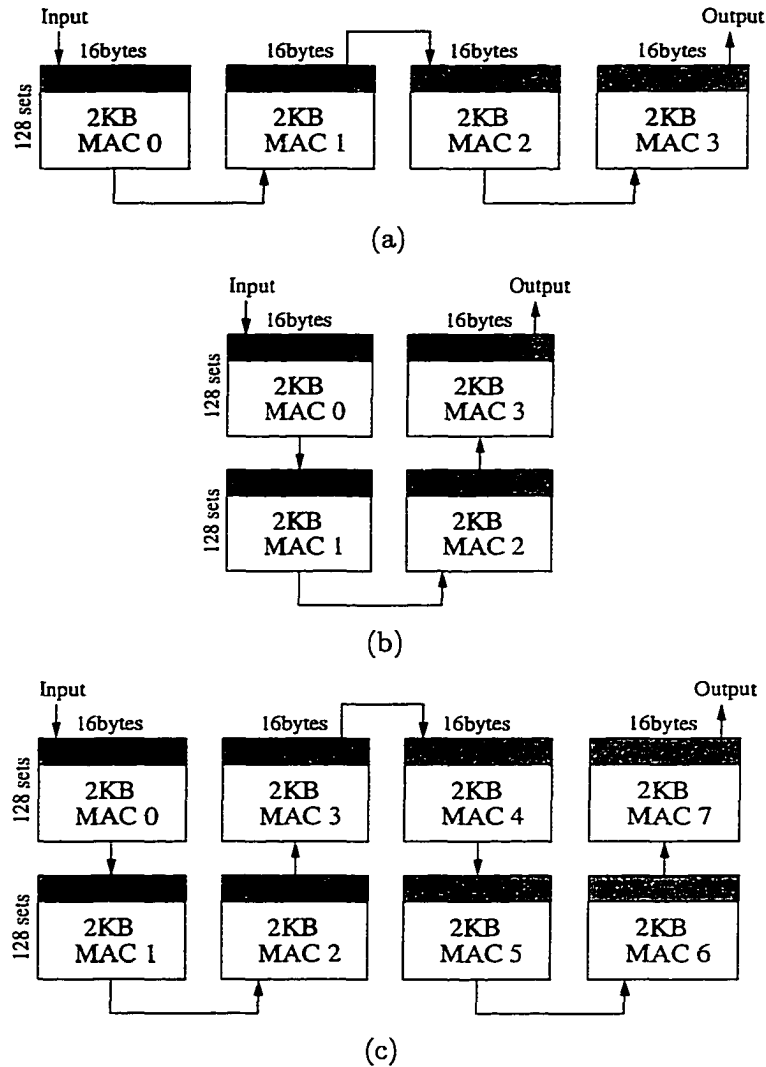 Input Output
16bytes 16bytes 16bytes 16bytes
128 sets
2KB 2KB 2KB 2KB
MAC 0 MAC 1 MAC 2 MAC 3
(a)
Input Output
16bytes 16bytes
128 sets
2KB 2KB
MAC 0 MAC 3
128 sets
2KB 2KB
MAC 1 MAC 2
(b)
Input Output
16bytes 16bytes 16bytes 16bytes
128 sets
2KB 2KB 2KB 2KB
MAC 0 MAC 3 MAC 4 MAC 7
128 sets
2KB 2KB 2KB 2KB
MAC 1 MAC 2 MAC 5 MAC 6
(c)